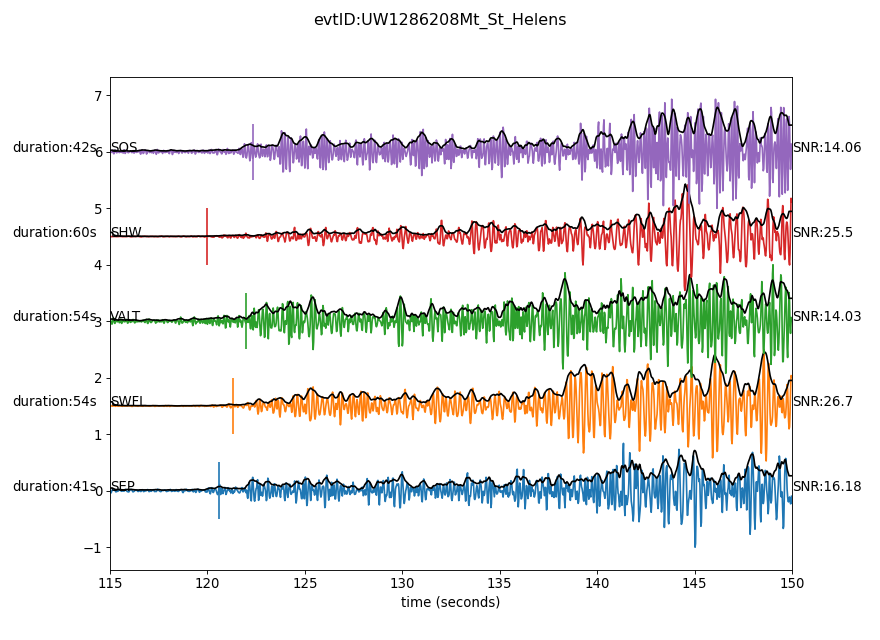 evtID:UW1286208Mt_St_Helens
7
duration:42s SOS SNR:14.06
6
5
duration:60s SHW SNR:25.5
4
duration:54s VALT SNR:14.03
3
2
duration:54s SWFL SNR:26.7
1
duration:41s SEP SNR:16.18
0
−1
115 120 125 130 135 140 145 150
time (seconds)